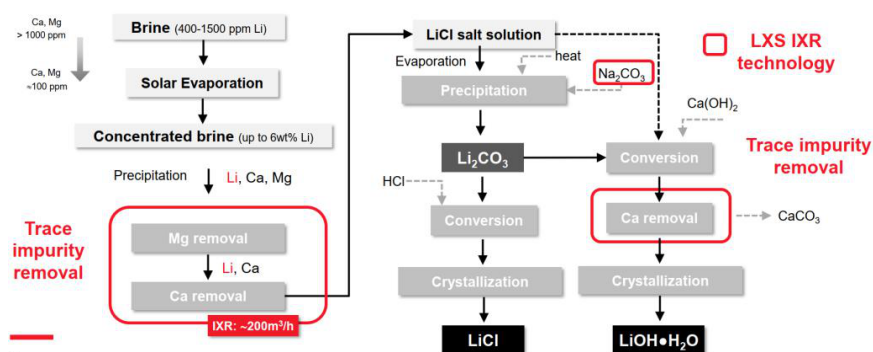 Ca, Mg
> 1000 ppm
Ca, Mg
≈100 ppm
Brine (400-1500 ppm Li)
Solar Evaporation
Concentrated brine (up to 6wt% Li)
Precipitation
Li, Ca, Mg
Trace
impurity
removal
Mg removal
Li, Ca
Ca removal
IXR: ~200m³/h
LiCl salt solution
Evaporation
heat
Na₂CO₃
Precipitation
Li₂CO₃
HCl
Conversion
Crystallization
LiCl
LXS IXR
technology
Ca(OH)₂
Conversion
Trace impurity
removal
Ca removal
CaCO₃
Crystallization
LiOH●H₂O